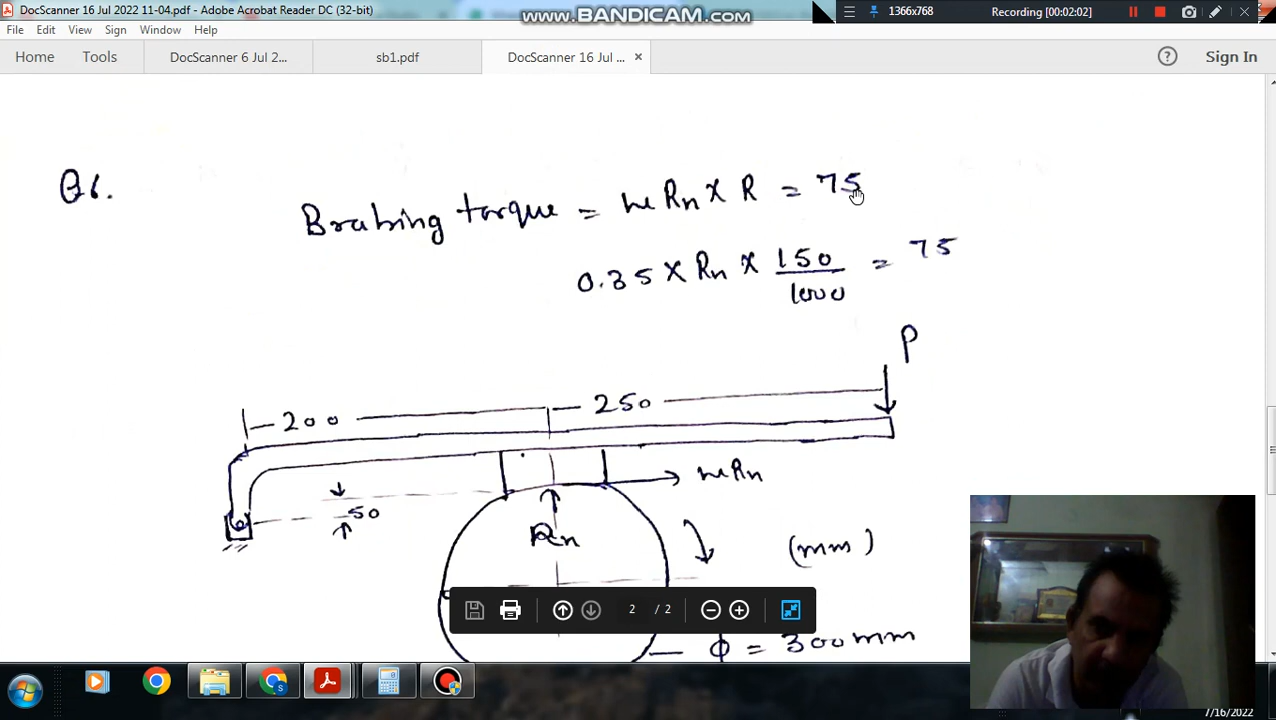 DocScanner 16 Jul 2022 11-04.pdf - Adobe Acrobat Reader DC (32-bit)
www.BANDICAM.com
1366x768
Recording [00:02:02]
File Edit View Sign Window Help
Home Tools DocScanner 6 Jul 2... sb1.pdf DocScanner 16 Jul ... × ? Sign In
Q6.
Braking torque = μRn × R = 75
0.35 × Rn × 150/1000 = 75
P
200 250
μRn
50
Rn
(mm)
2 / 2
ϕ = 300mm
7/16/2022